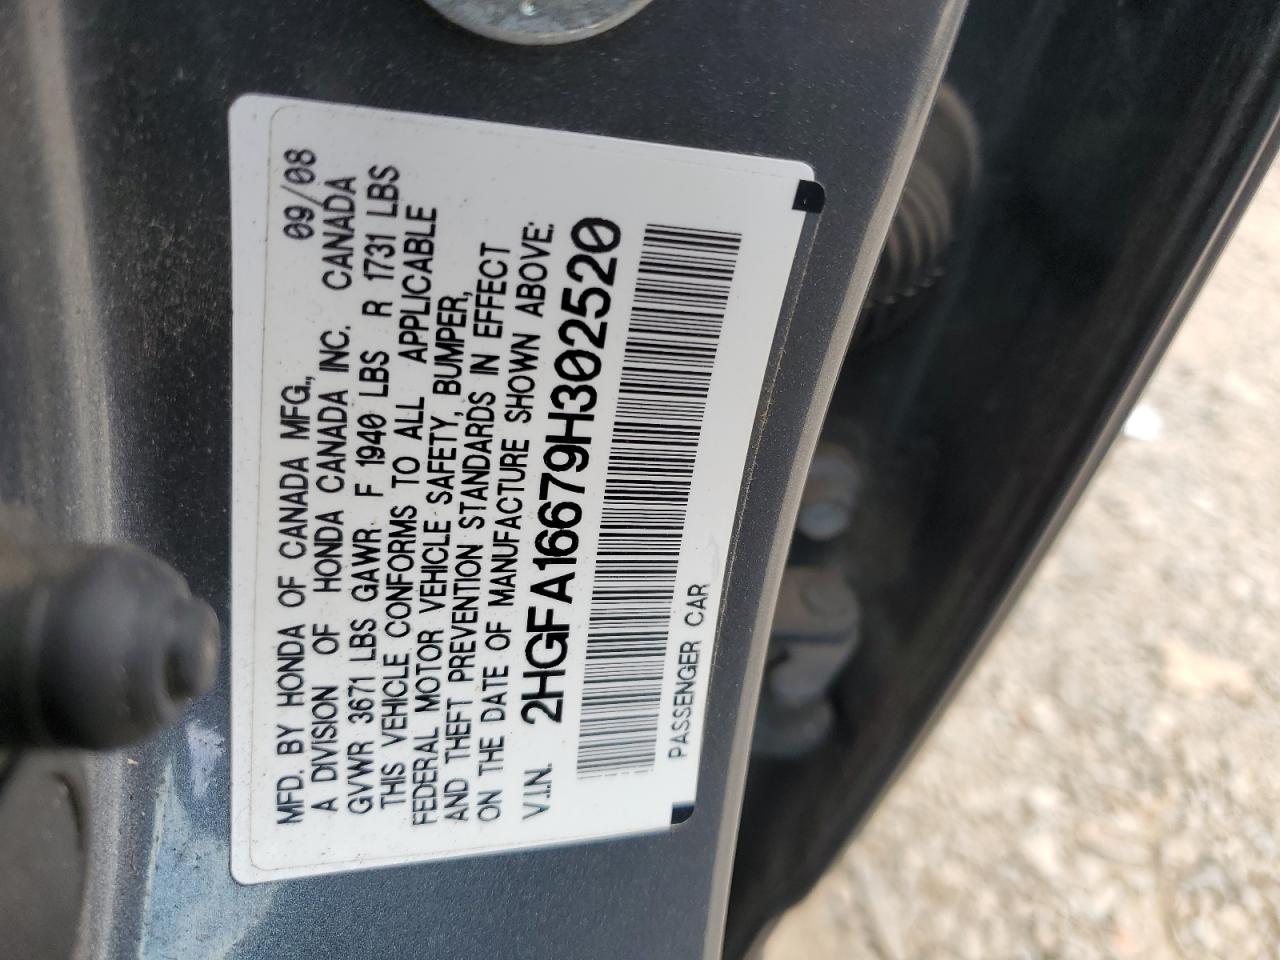 MFD. BY HONDA OF CANADA MFG., 09/08
A DIVISION OF HONDA CANADA INC. CANADA
GVWR 3671 LBS GAWR F 1940 LBS R 1731 LBS
THIS VEHICLE CONFORMS TO ALL APPLICABLE
FEDERAL MOTOR VEHICLE SAFETY, BUMPER,
AND THEFT PREVENTION STANDARDS IN EFFECT
ON THE DATE OF MANUFACTURE SHOWN ABOVE:
V.I.N. 2HGFA16679H302520
PASSENGER CAR